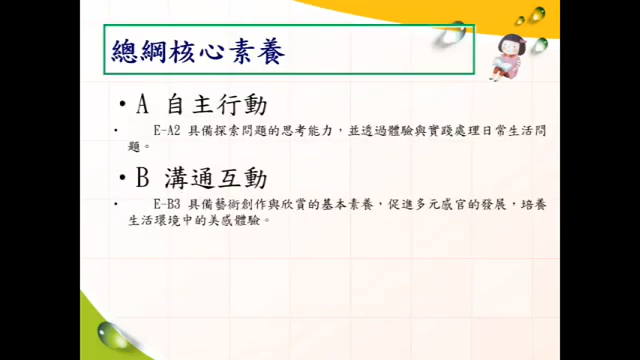 總綱核心素養
•A 自主行動
• E-A2 具備探索問題的思考能力，並透過體驗與實踐處理日常生活問
題。
•B 溝通互動
• E-B3 具備藝術創作與欣賞的基本素養，促進多元感官的發展，培養
生活環境中的美感體驗。